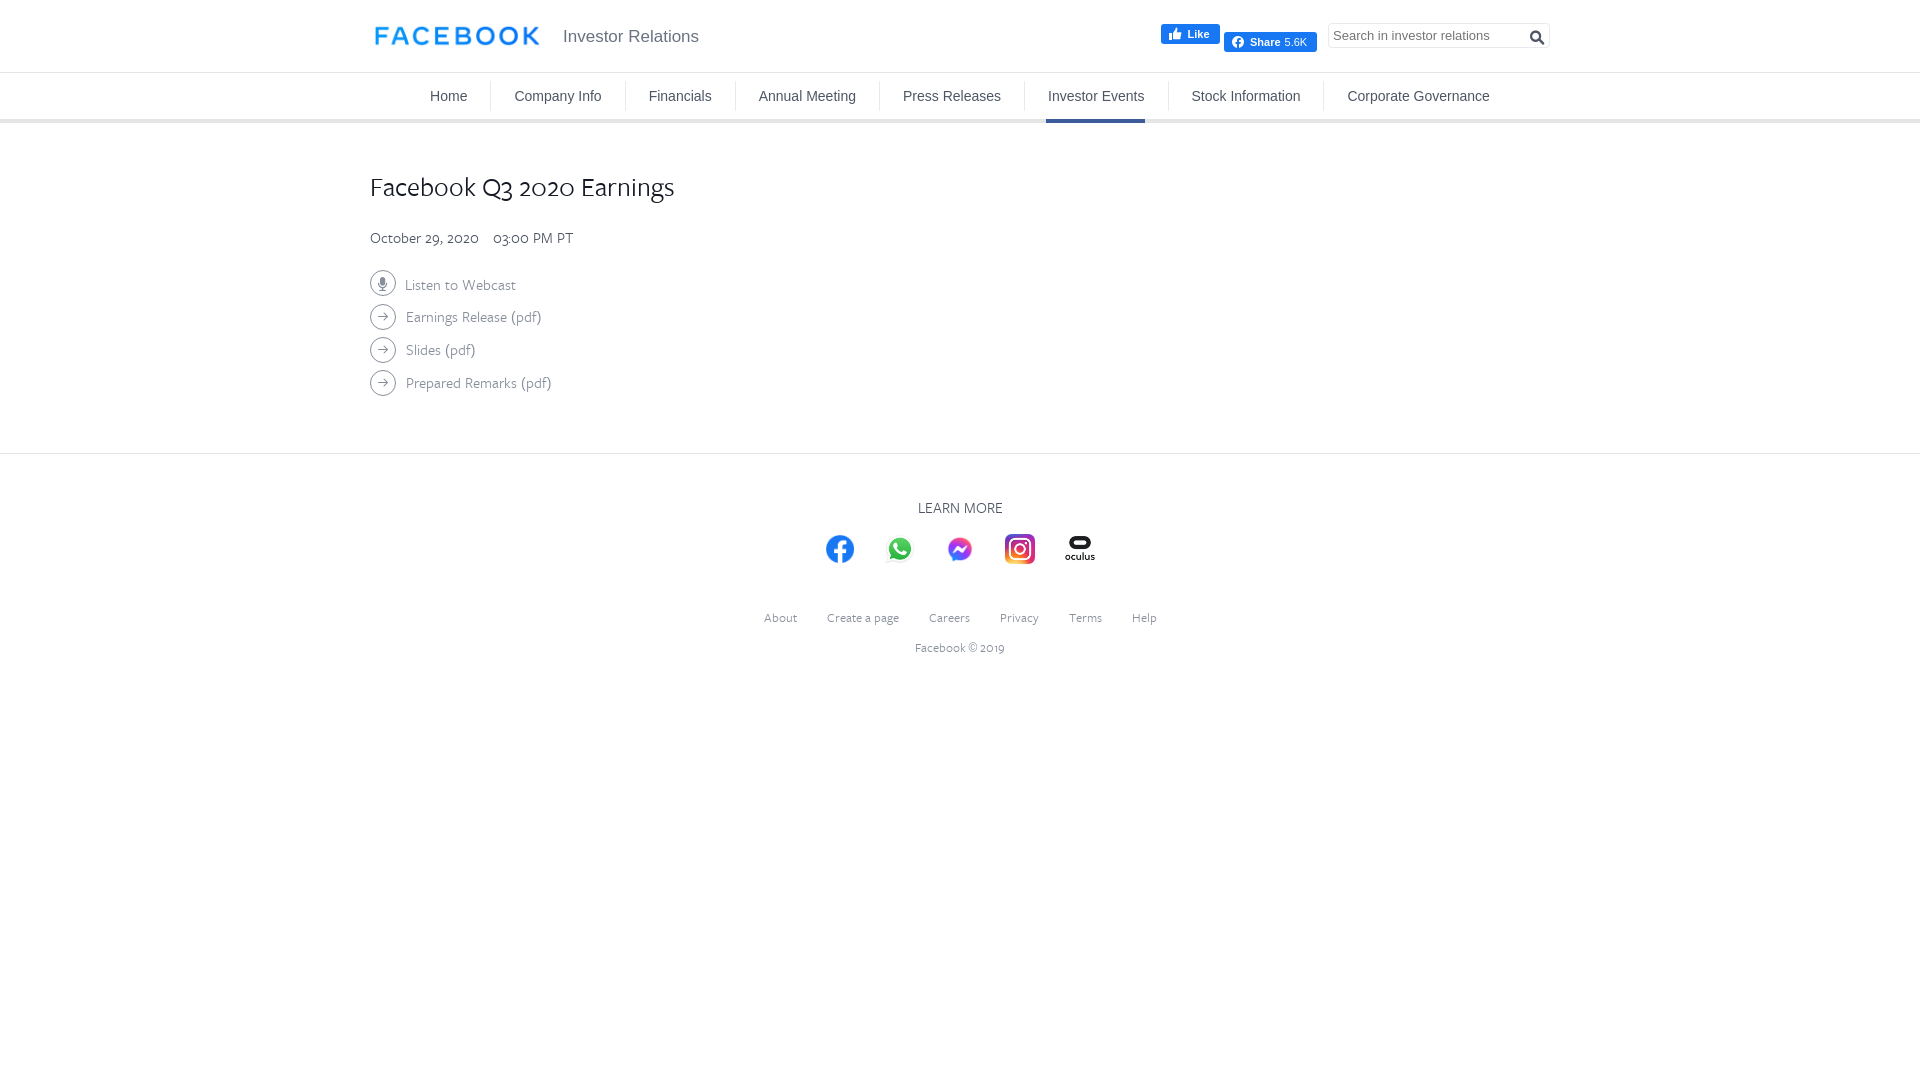 FACEBOOK Investor Relations
Like
Share 5.6K
Search in investor relations
Home Company Info Financials Annual Meeting Press Releases Investor Events Stock Information Corporate Governance
Facebook Q3 2020 Earnings
October 29, 2020 03:00 PM PT
Listen to Webcast
Earnings Release (pdf)
Slides (pdf)
Prepared Remarks (pdf)
LEARN MORE
oculus
About Create a page Careers Privacy Terms Help
Facebook © 2019